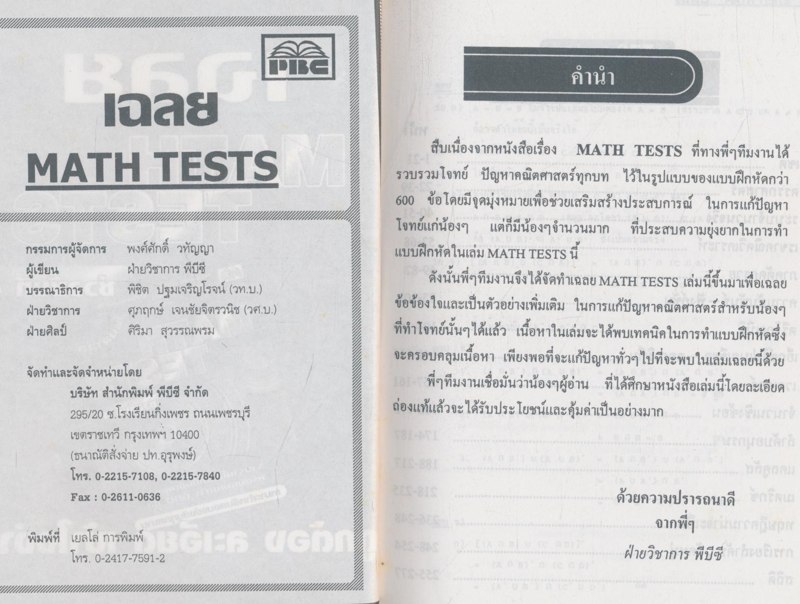 PBC
เฉลย
MATH TESTS
กรรมการผู้จัดการ พงศ์ศักดิ์ วหัญญา
ผู้เขียน ฝ่ายวิชาการ พีบีซี
บรรณาธิการ พิชิต ปฐมเจริญโรจน์ (วท.บ.)
ฝ่ายวิชาการ ศุภฤกษ์ เจนชัยจิตรวนิช (วศ.บ.)
ฝ่ายศิลป์ ศิริมา สุวรรณพรม
จัดทำและจัดจำหน่ายโดย
บริษัท สำนักพิมพ์ พีบีซี จำกัด
295/20 ซ.โรงเรียนกิ่งเพชร ถนนเพชรบุรี
เขตราชเทวี กรุงเทพฯ 10400
(ธนาณัติสั่งจ่าย ปท.อุรุพงษ์)
โทร. 0-2215-7108, 0-2215-7840
Fax : 0-2611-0636
พิมพ์ที่ เยลโล่ การพิมพ์
โทร. 0-2417-7591-2
คำนำ
สืบเนื่องจากหนังสือเรื่อง MATH TESTS ที่ทางพี่ๆทีมงานได้
รวบรวมโจทย์ ปัญหาคณิตศาสตร์ทุกบท ไว้ในรูปแบบของแบบฝึกหัดกว่า
600 ข้อโดยมีจุดมุ่งหมายเพื่อช่วยเสริมสร้างประสบการณ์ ในการแก้ปัญหา
โจทย์แก่น้องๆ แต่ก็มีน้องๆจำนวนมาก ที่ประสบความยุ่งยากในการทำ
แบบฝึกหัดในเล่ม MATH TESTS นี้
ดังนั้นพี่ๆทีมงานจึงได้จัดทำเฉลย MATH TESTS เล่มนี้ขึ้นมาเพื่อเฉลย
ข้อข้องใจและเป็นตัวอย่างเพิ่มเติม ในการแก้ปัญหาคณิตศาสตร์สำหรับน้องๆ
ที่ทำโจทย์นั้นๆได้แล้ว เนื้อหาในเล่มจะได้พบเทคนิคในการทำแบบฝึกหัดซึ่ง
จะครอบคลุมเนื้อหา เพียงพอที่จะแก้ปัญหาทั่วๆไปที่จะพบในเล่มเฉลยนี้ด้วย
พี่ๆทีมงานเชื่อมั่นว่าน้องๆผู้อ่าน ที่ได้ศึกษาหนังสือเล่มนี้โดยละเอียด
ถ่องแท้แล้วจะได้รับประโยชน์และคุ้มค่าเป็นอย่างมาก
ด้วยความปรารถนาดี
จากพี่ๆ
ฝ่ายวิชาการ พีบีซี